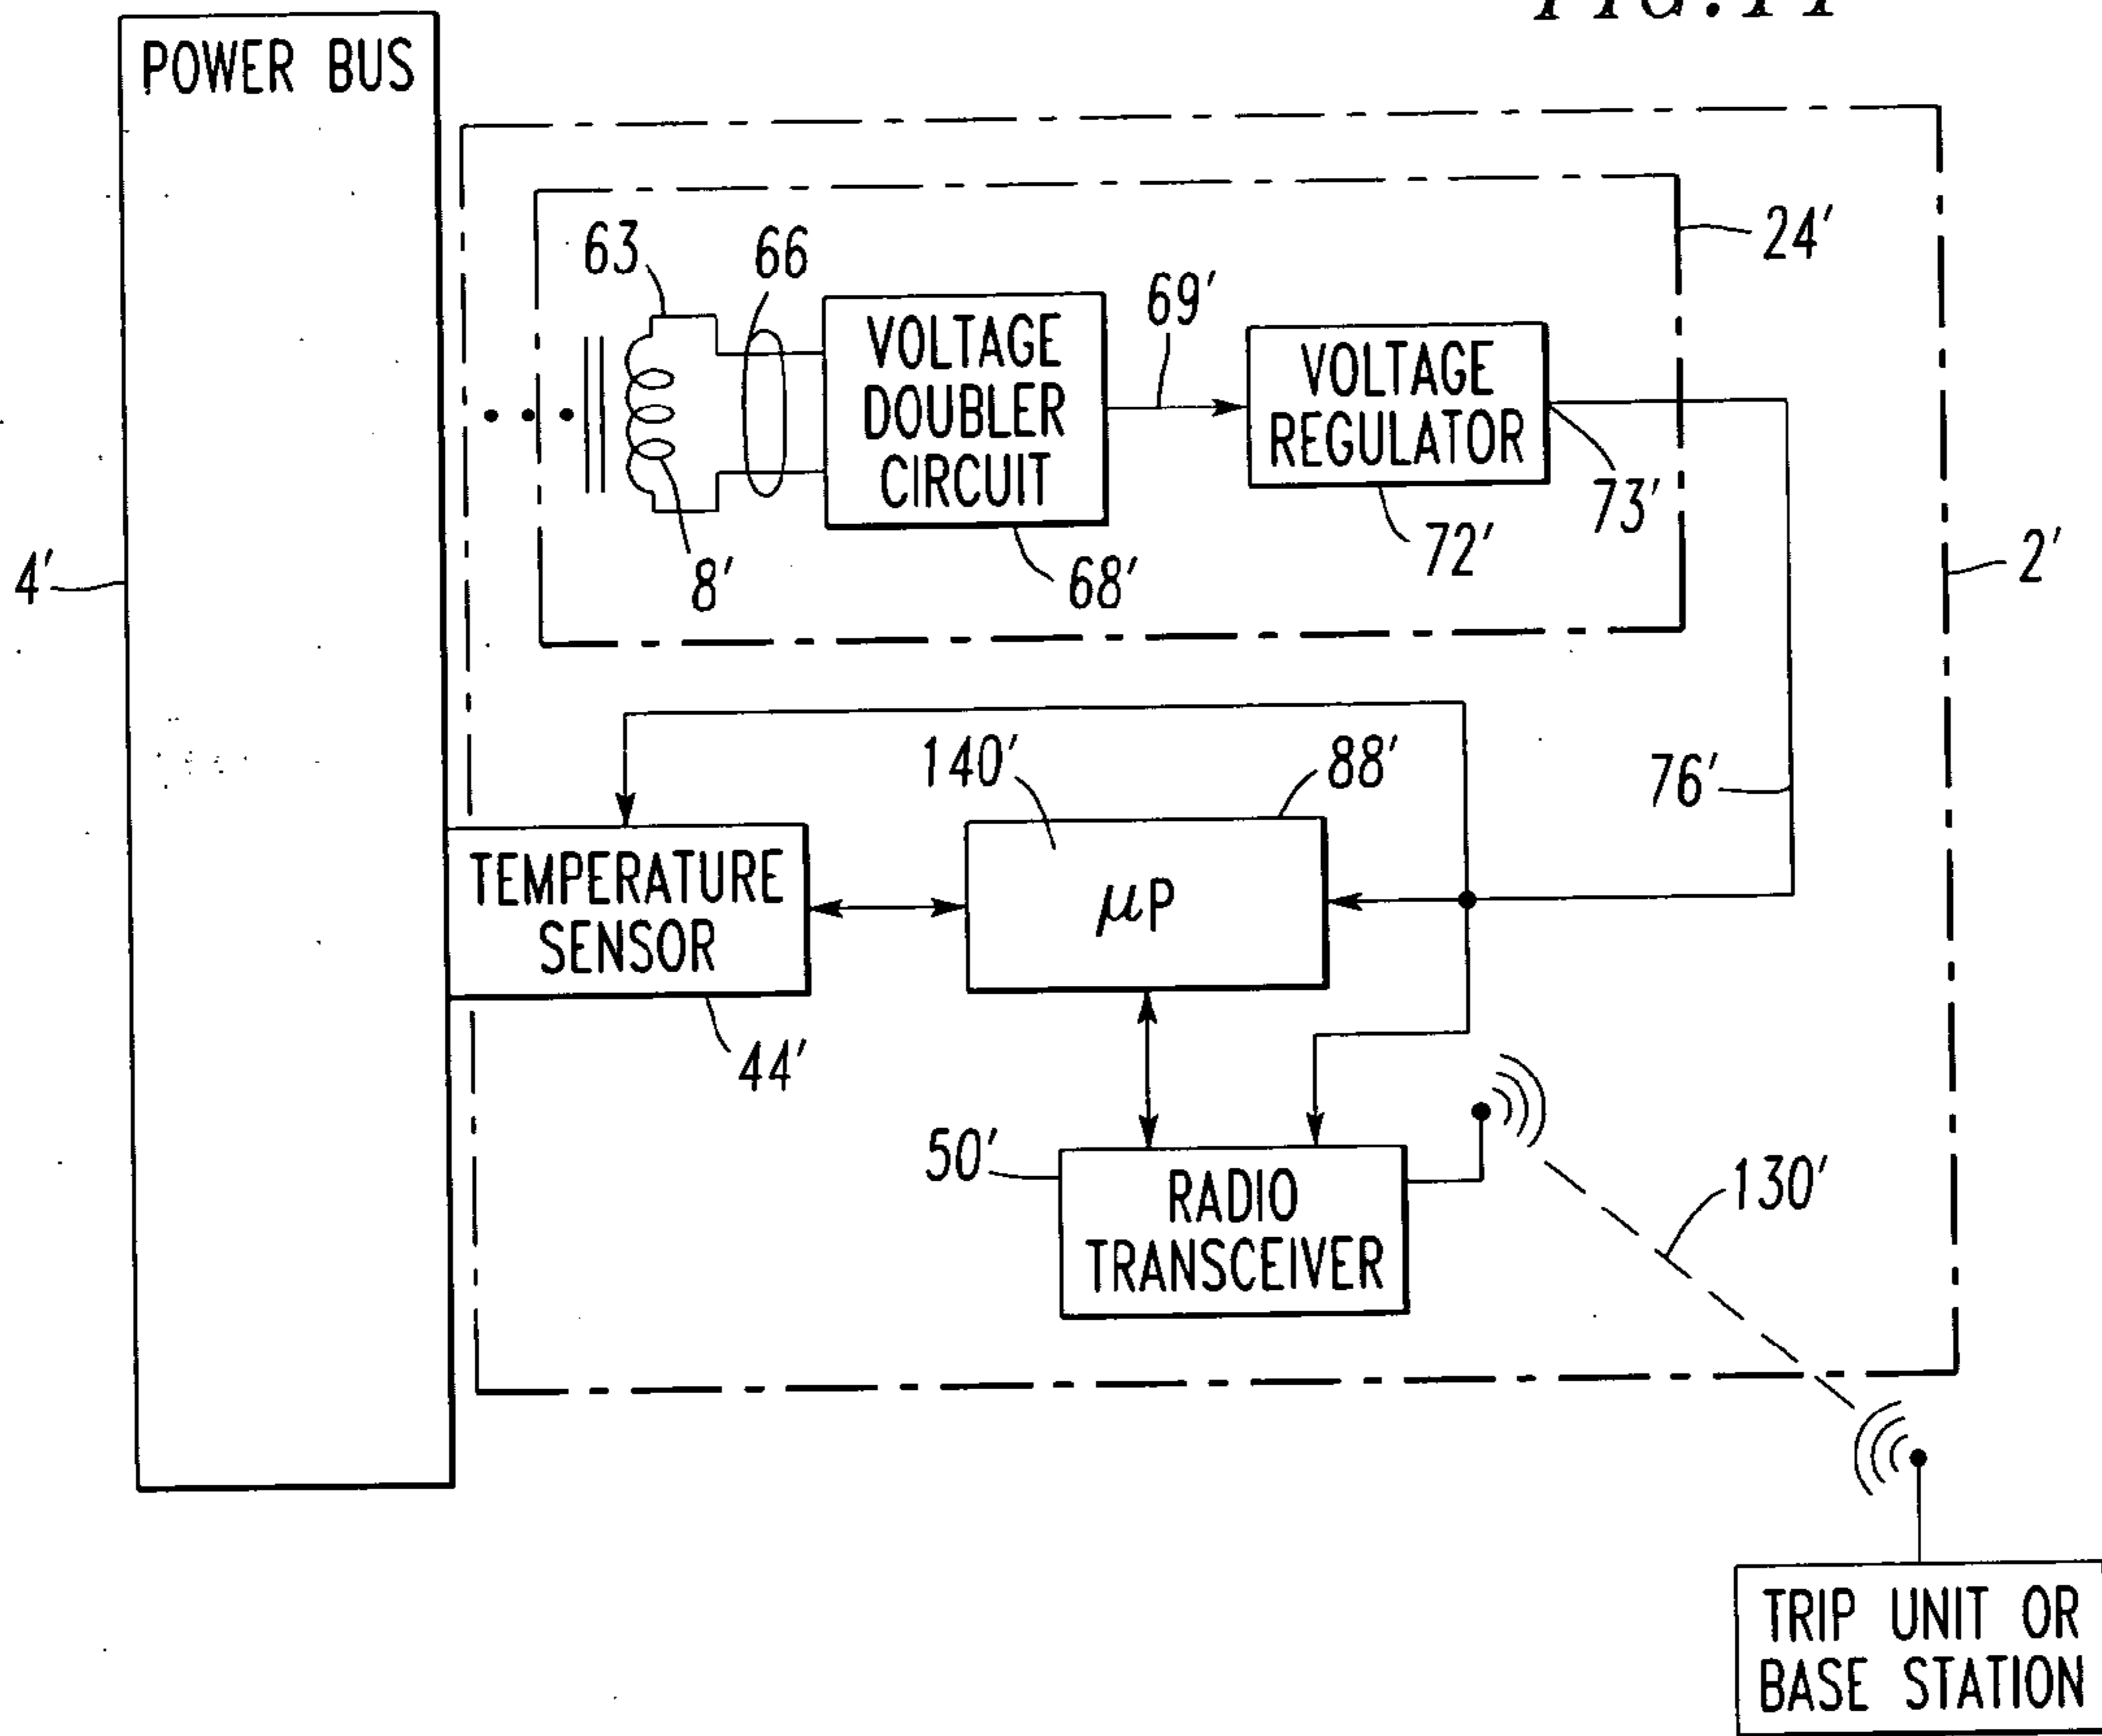 POWER BUS
24'
63
66
69'
VOLTAGE
DOUBLER
CIRCUIT
VOLTAGE
REGULATOR
73'
72'
8'
68'
4'
2'
140'
88'
76'
TEMPERATURE
SENSOR
μP
44'
50'
RADIO
TRANSCEIVER
130'
TRIP UNIT OR
BASE STATION